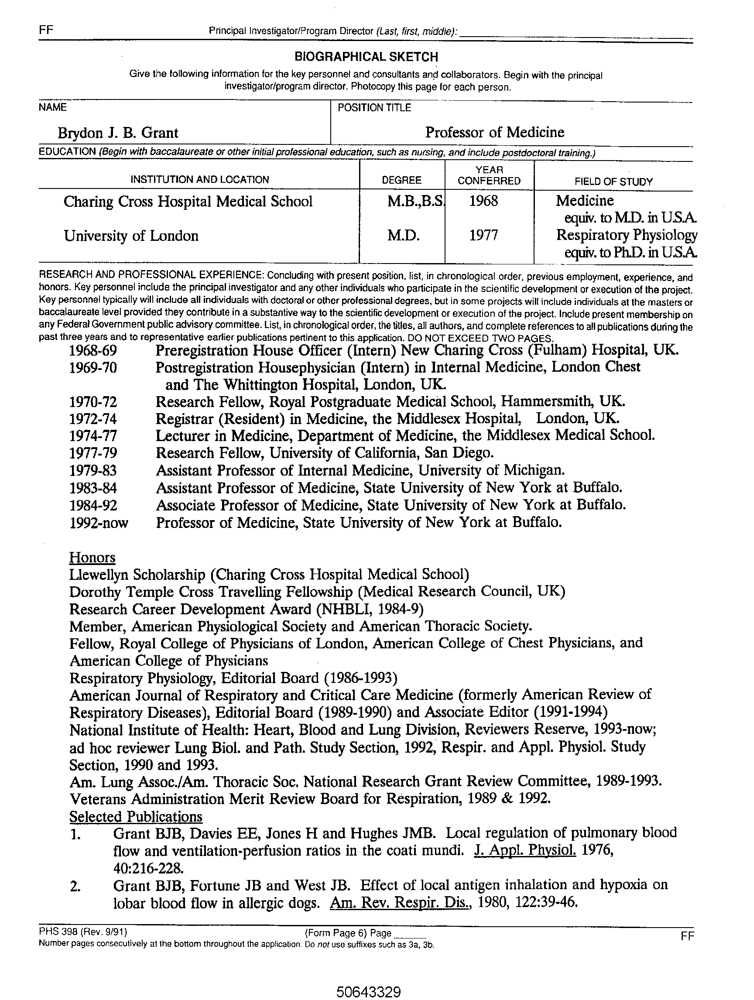 FF Principal Investigator/Program Director (Last, first, middle):
BIOGRAPHICAL SKETCH
Give the following information for the key personnel and consultants and collaborators. Begin with the principal
investigator/program director. Photocopy this page for each person.
NAME POSITION TITLE
Brydon J. B. Grant Professor of Medicine
EDUCATION (Begin with baccalaureate or other initial professional education, such as nursing, and include postdoctoral training.)
INSTITUTION AND LOCATION DEGREE YEAR CONFERRED FIELD OF STUDY
Charing Cross Hospital Medical School M.B.,B.S. 1968 Medicine
equiv. to M.D. in U.S.A.
University of London M.D. 1977 Respiratory Physiology
equiv. to Ph.D. in U.S.A.
RESEARCH AND PROFESSIONAL EXPERIENCE: Concluding with present position, list, in chronological order, previous employment, experience, and
honors. Key personnel include the principal investigator and any other individuals who participate in the scientific development or execution of the project.
Key personnel typically will include all individuals with doctoral or other professional degrees, but in some projects will include individuals at the masters or
baccalaureate level provided they contribute in a substantive way to the scientific development or execution of the project. Include present membership on
any Federal Government public advisory committee. List, in chronological order, the titles, all authors, and complete references to all publications during the
past three years and to representative earlier publications pertinent to this application. DO NOT EXCEED TWO PAGES.
1968-69 Preregistration House Officer (Intern) New Charing Cross (Fulham) Hospital, UK.
1969-70 Postregistration Housephysician (Intern) in Internal Medicine, London Chest
and The Whittington Hospital, London, UK.
1970-72 Research Fellow, Royal Postgraduate Medical School, Hammersmith, UK.
1972-74 Registrar (Resident) in Medicine, the Middlesex Hospital, London, UK.
1974-77 Lecturer in Medicine, Department of Medicine, the Middlesex Medical School.
1977-79 Research Fellow, University of California, San Diego.
1979-83 Assistant Professor of Internal Medicine, University of Michigan.
1983-84 Assistant Professor of Medicine, State University of New York at Buffalo.
1984-92 Associate Professor of Medicine, State University of New York at Buffalo.
1992-now Professor of Medicine, State University of New York at Buffalo.
Honors
Llewellyn Scholarship (Charing Cross Hospital Medical School)
Dorothy Temple Cross Travelling Fellowship (Medical Research Council, UK)
Research Career Development Award (NHBLI, 1984-9)
Member, American Physiological Society and American Thoracic Society.
Fellow, Royal College of Physicians of London, American College of Chest Physicians, and
American College of Physicians
Respiratory Physiology, Editorial Board (1986-1993)
American Journal of Respiratory and Critical Care Medicine (formerly American Review of
Respiratory Diseases), Editorial Board (1989-1990) and Associate Editor (1991-1994)
National Institute of Health: Heart, Blood and Lung Division, Reviewers Reserve, 1993-now;
ad hoc reviewer Lung Biol. and Path. Study Section, 1992, Respir. and Appl. Physiol. Study
Section, 1990 and 1993.
Am. Lung Assoc./Am. Thoracic Soc. National Research Grant Review Committee, 1989-1993.
Veterans Administration Merit Review Board for Respiration, 1989 & 1992.
Selected Publications
1. Grant BJB, Davies EE, Jones H and Hughes JMB. Local regulation of pulmonary blood
flow and ventilation-perfusion ratios in the coati mundi. J. Appl. Physiol. 1976,
40:216-228.
2. Grant BJB, Fortune JB and West JB. Effect of local antigen inhalation and hypoxia on
lobar blood flow in allergic dogs. Am. Rev. Respir. Dis., 1980, 122:39-46.
PHS 398 (Rev. 9/91) (Form Page 6) Page FF
Number pages consecutively at the bottom throughout the application. Do not use suffixes such as 3a, 3b.
50643329